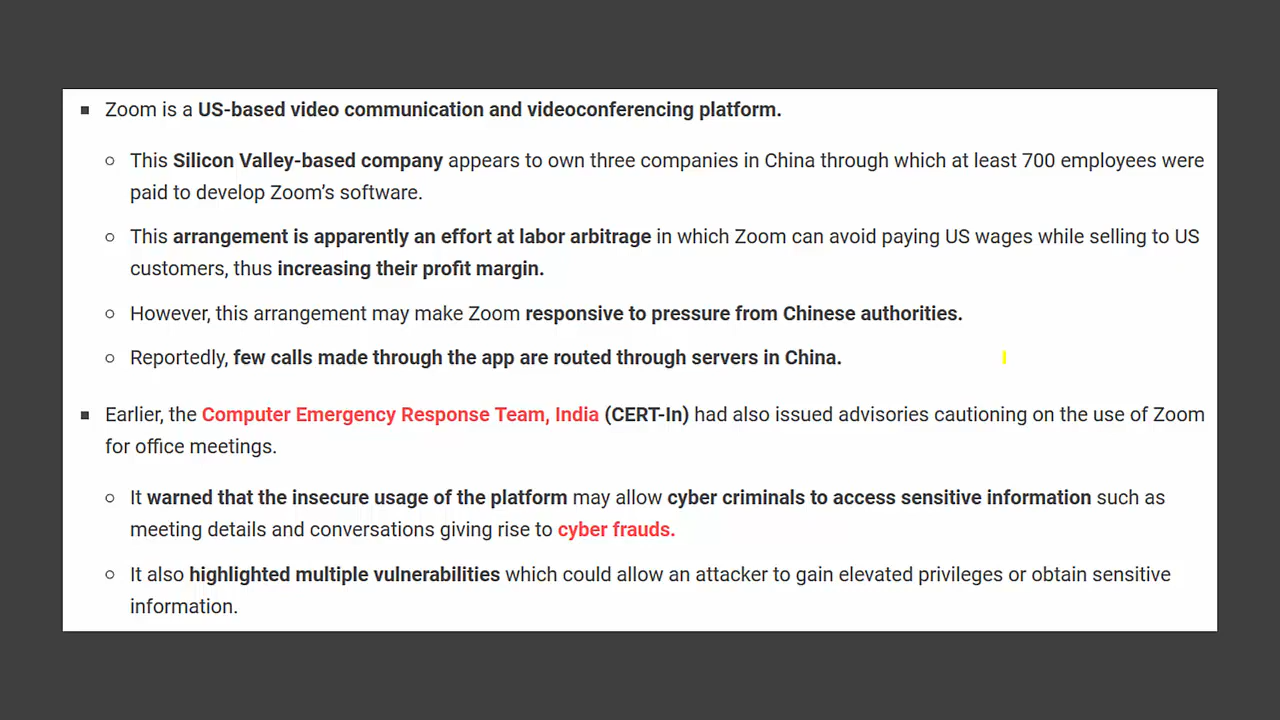 Zoom is a US-based video communication and videoconferencing platform.
This Silicon Valley-based company appears to own three companies in China through which at least 700 employees were
paid to develop Zoom’s software.
This arrangement is apparently an effort at labor arbitrage in which Zoom can avoid paying US wages while selling to US
customers, thus increasing their profit margin.
However, this arrangement may make Zoom responsive to pressure from Chinese authorities.
Reportedly, few calls made through the app are routed through servers in China.
Earlier, the Computer Emergency Response Team, India (CERT-In) had also issued advisories cautioning on the use of Zoom
for office meetings.
It warned that the insecure usage of the platform may allow cyber criminals to access sensitive information such as
meeting details and conversations giving rise to cyber frauds.
It also highlighted multiple vulnerabilities which could allow an attacker to gain elevated privileges or obtain sensitive
information.